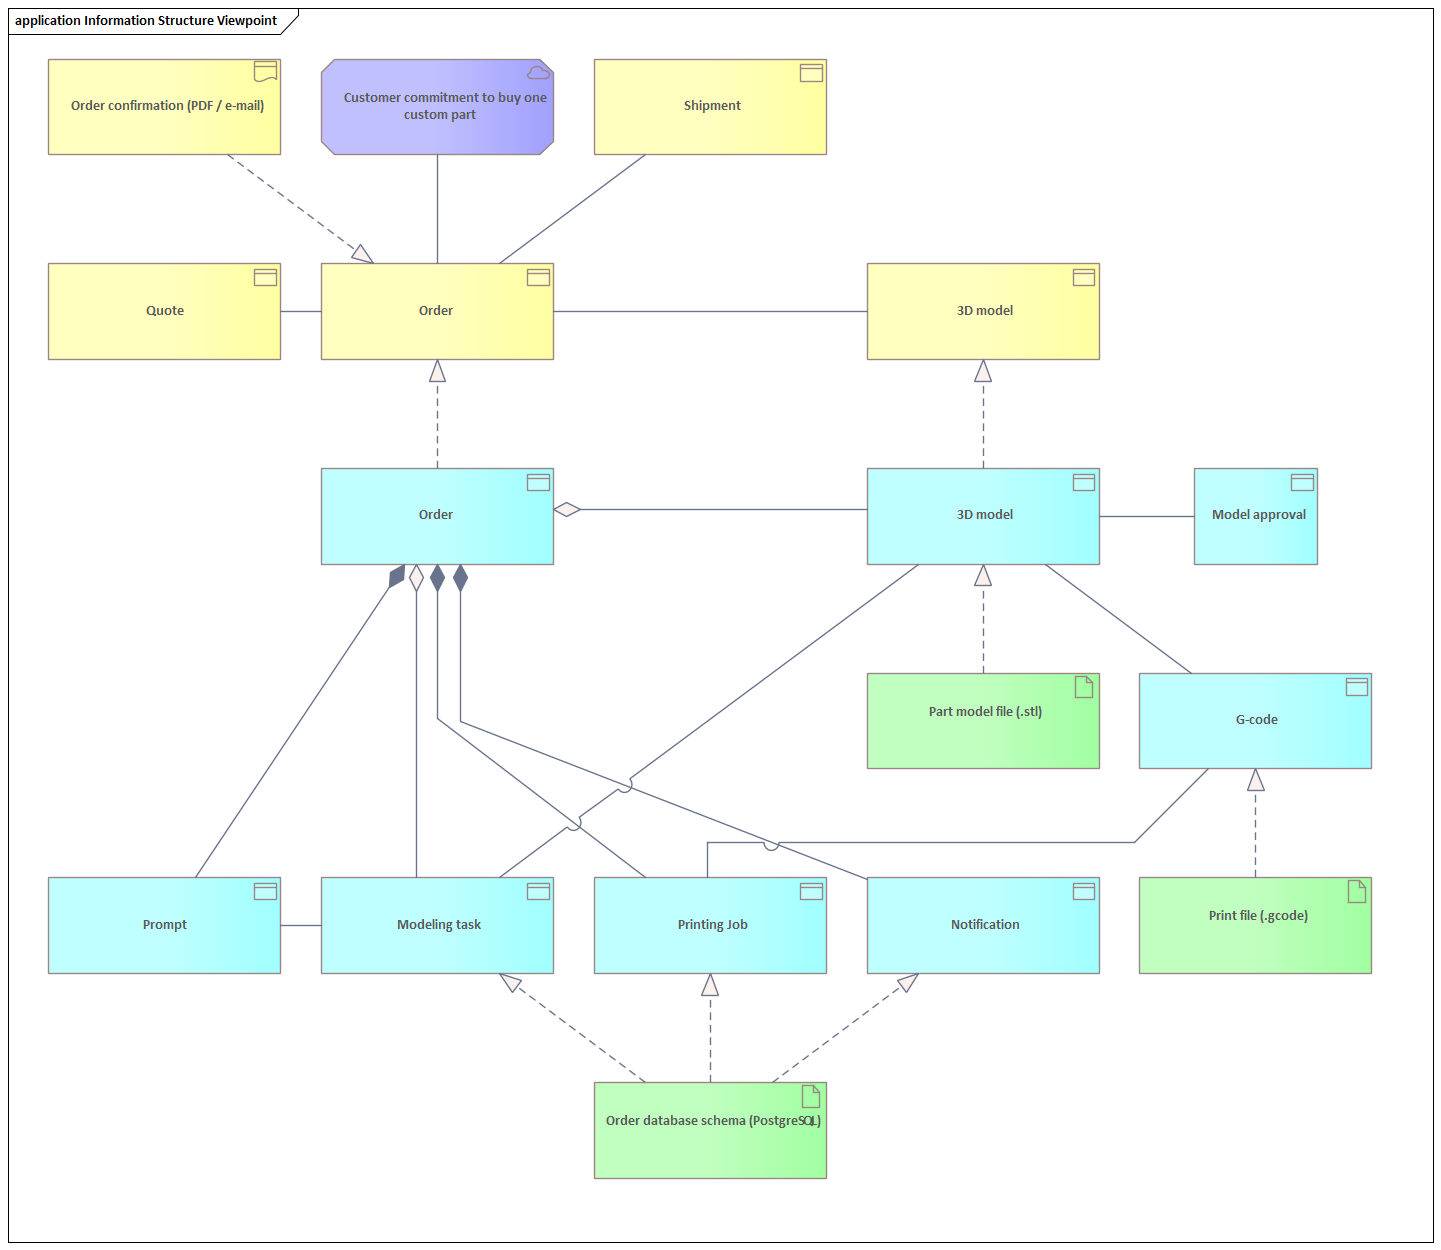 application Information Structure Viewpoint
Order confirmation (PDF / e-mail)
Customer commitment to buy one
custom part
Shipment
Quote
Order
3D model
Order
3D model
Model approval
Part model file (.stl)
G-code
Prompt
Modeling task
Printing Job
Notification
Print file (.gcode)
Order database schema (PostgreSQL)